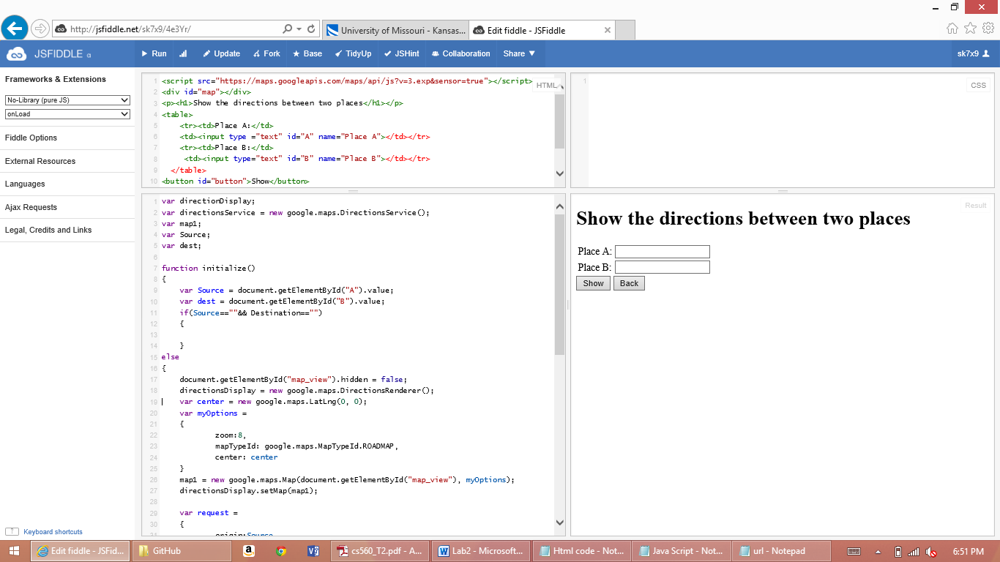 http://jsfiddle.net/sk7x9/4e3Yr/
University of Missouri - Kansas...
Edit fiddle - JSFiddle
JSFIDDLE α
Run
Update
Fork
Base
TidyUp
JSHint
Collaboration
Share
sk7x9
Frameworks & Extensions
No-Library (pure JS)
onLoad
Fiddle Options
External Resources
Languages
Ajax Requests
Legal, Credits and Links
Keyboard shortcuts
HTML
1 <script src="https://maps.googleapis.com/maps/api/js?v=3.exp&sensor=true"></script>
2 <div id="map"></div>
3 <p><h1>Show the directions between two places</h1></p>
4 <table>
5 <tr><td>Place A:</td>
6 <td><input type ="text" id="A" name="Place A"></td></tr>
7 <tr><td>Place B:</td>
8 <td><input type="text" id="B" name="Place B"></td></tr>
9 </table>
10 <button id="button">Show</button>
1
CSS
1 var directionDisplay;
2 var directionsService = new google.maps.DirectionsService();
3 var map1;
4 var Source;
5 var dest;
6
7 function initialize()
8 {
9 var Source = document.getElementById("A").value;
10 var dest = document.getElementById("B").value;
11 if(Source==""&& Destination=="")
12 {
13
14 }
15 else
16 {
17 document.getElementById("map_view").hidden = false;
18 directionsDisplay = new google.maps.DirectionsRenderer();
19 var center = new google.maps.LatLng(0, 0);
20 var myOptions =
21 {
22 zoom:8,
23 mapTypeId: google.maps.MapTypeId.ROADMAP,
24 center: center
25 }
26 map1 = new google.maps.Map(document.getElementById("map_view"), myOptions);
27 directionsDisplay.setMap(map1);
28
29 var request =
30 {
31 origin:Source
Result
Show the directions between two places
Place A:
Place B:
Show Back
Edit fiddle - JSFid...
GitHub
cs560_T2.pdf - A...
Lab2 - Microsoft...
Html code - Not...
Java Script - Not...
url - Notepad
6:51 PM